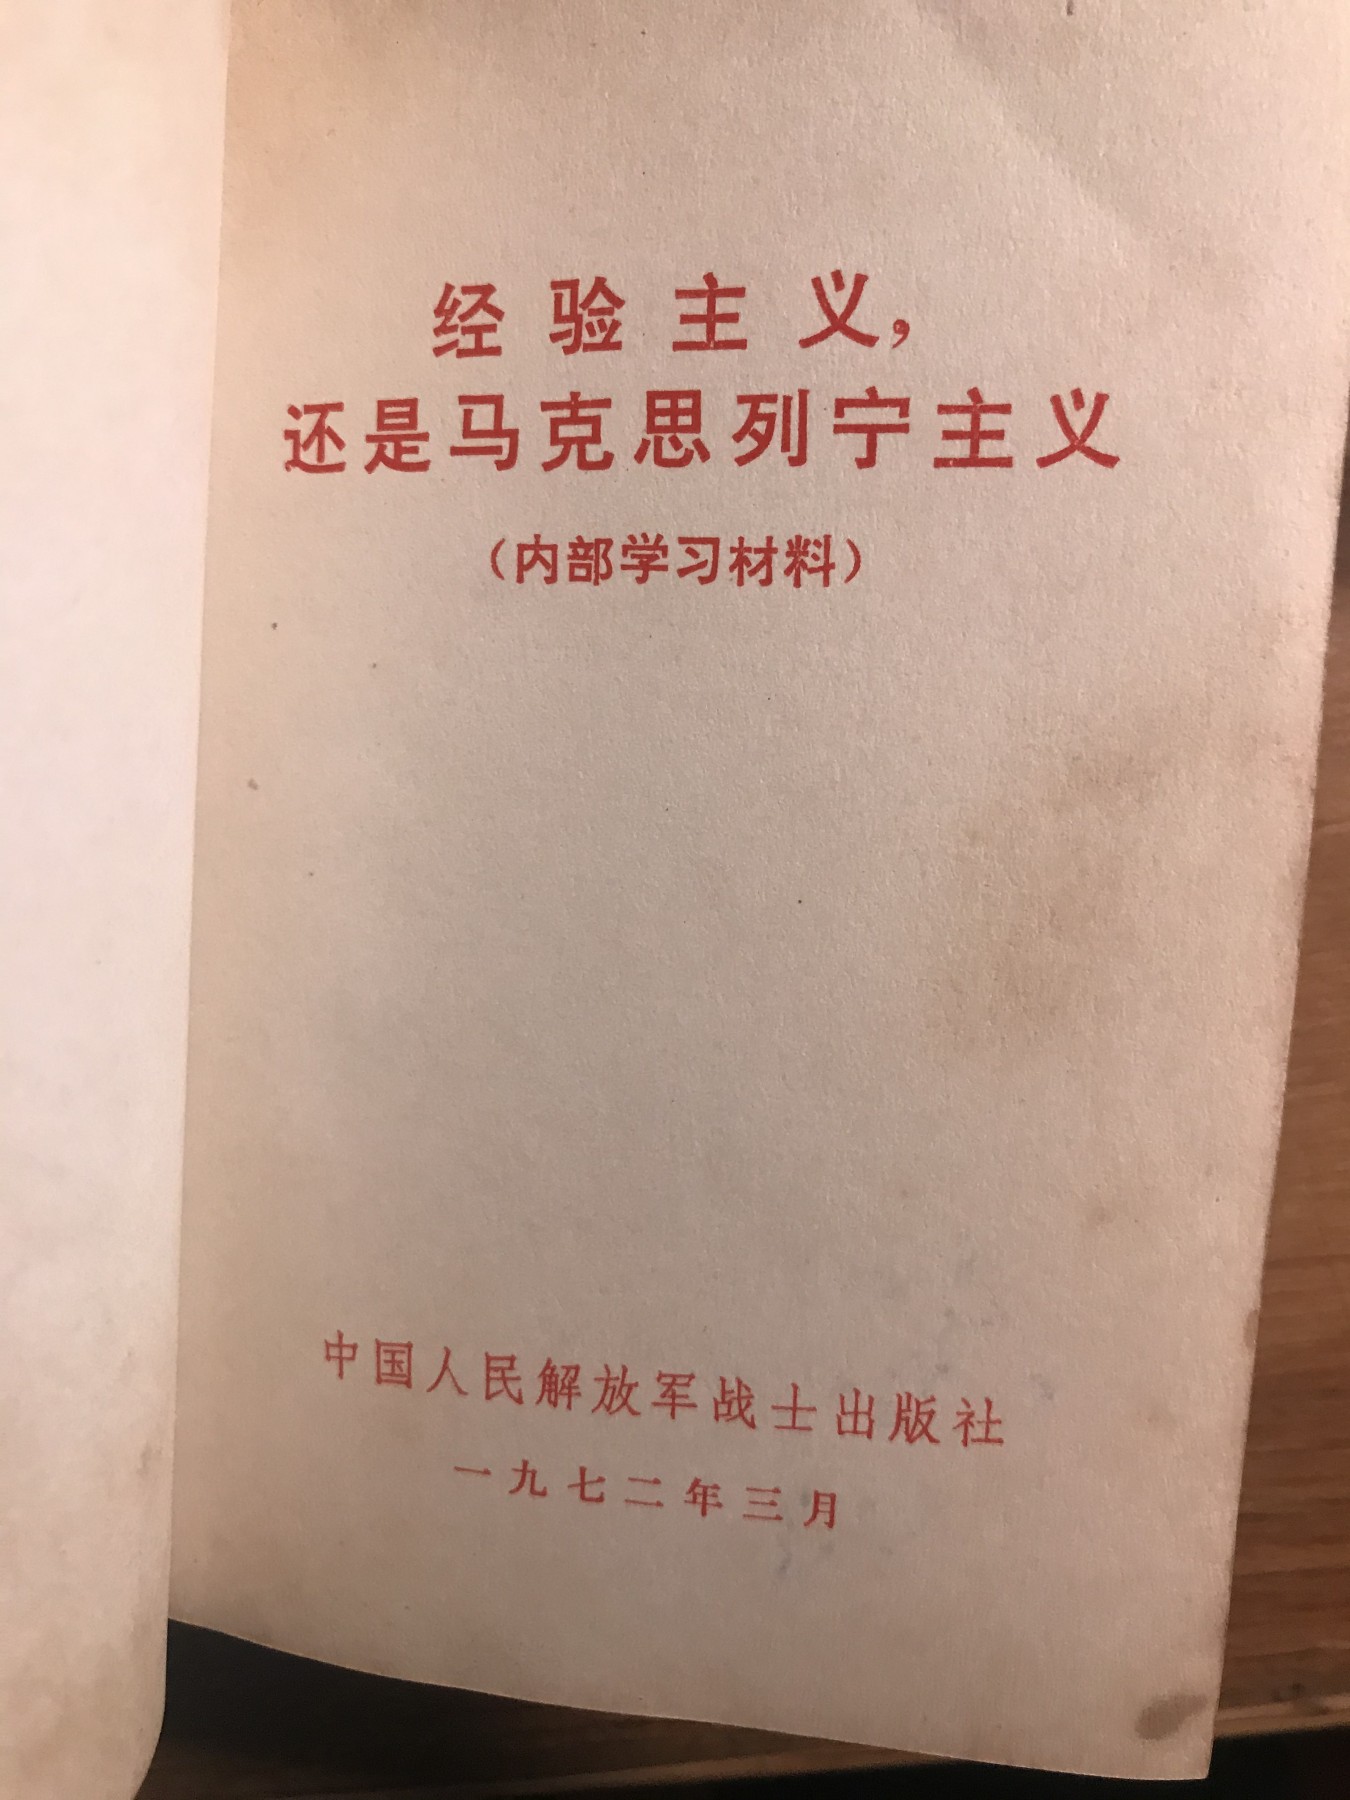 经验主义，
还是马克思列宁主义
（内部学习材料）
中国人民解放军战士出版社
一九七二年三月